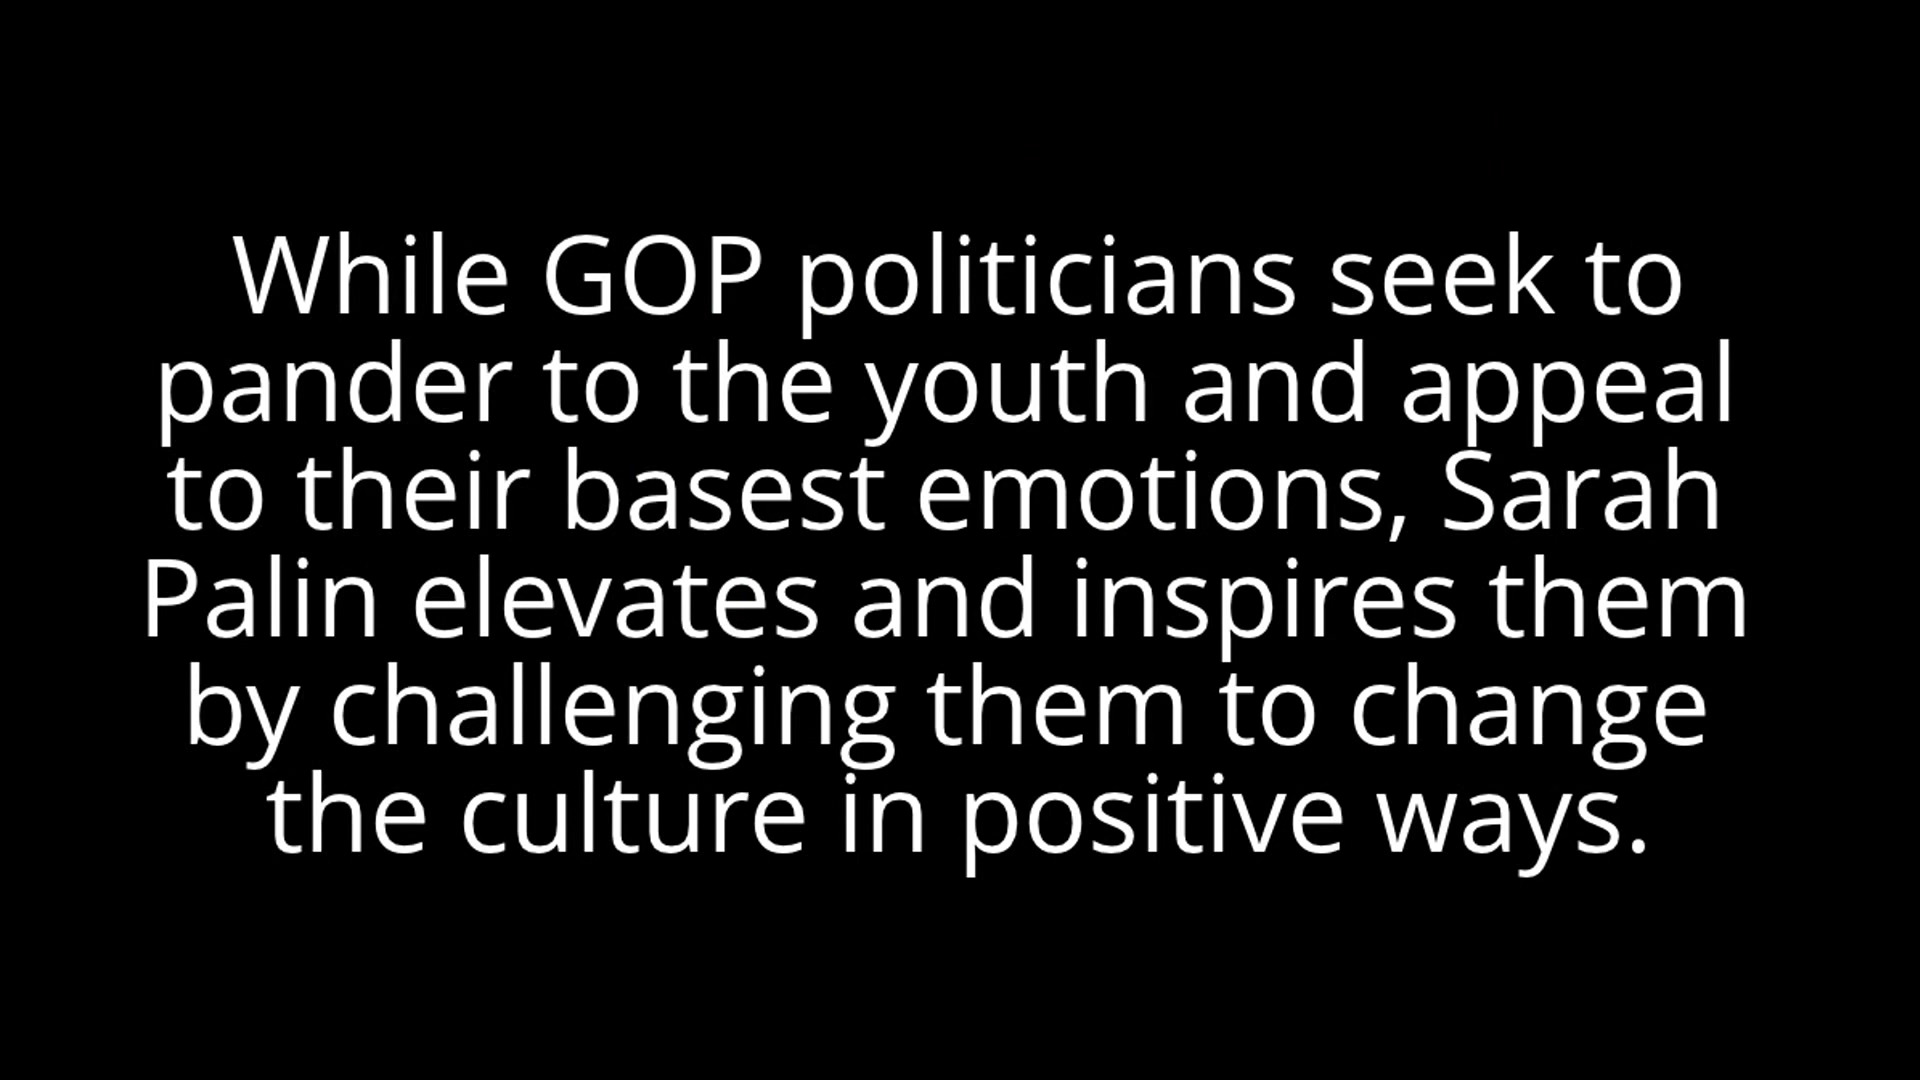 While GOP politicians seek to
pander to the youth and appeal
to their basest emotions, Sarah
Palin elevates and inspires them
by challenging them to change
the culture in positive ways.